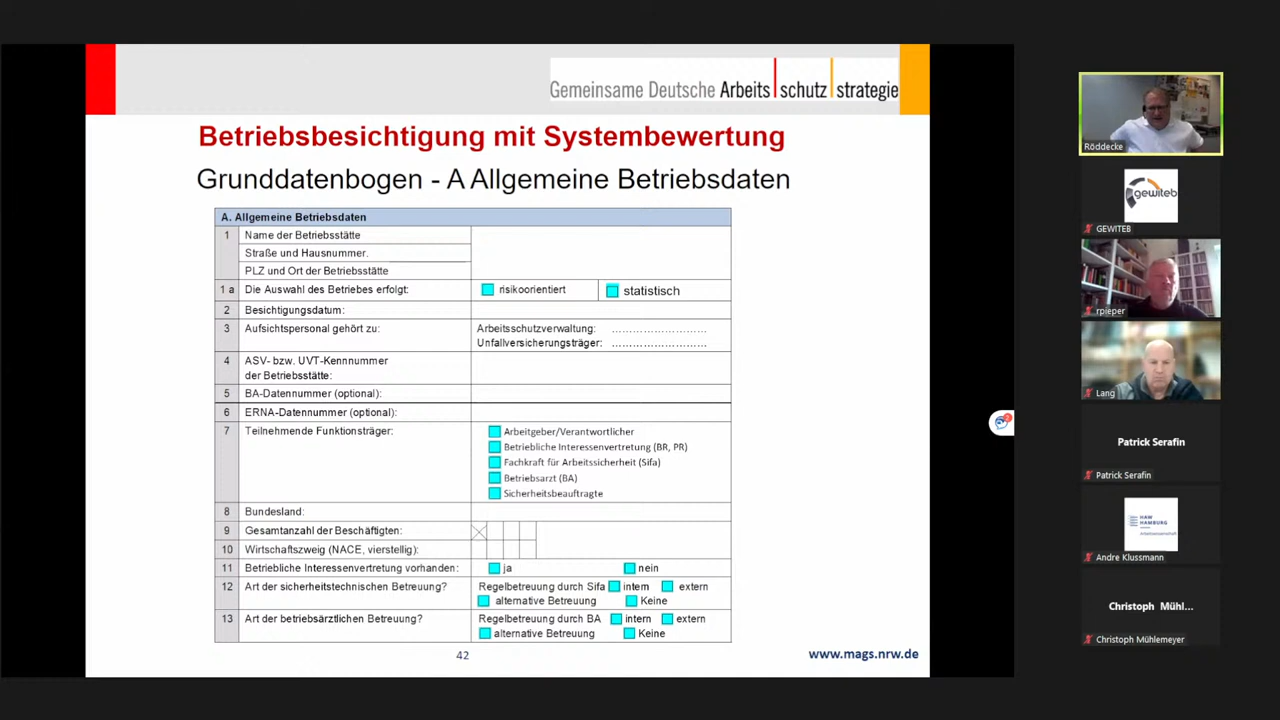 Gemeinsame Deutsche Arbeitsschutzstrategie
Betriebsbesichtigung mit Systembewertung
Grunddatenbogen - A Allgemeine Betriebsdaten
A. Allgemeine Betriebsdaten
1 Name der Betriebsstätte
Straße und Hausnummer.
PLZ und Ort der Betriebsstätte
1 a Die Auswahl des Betriebes erfolgt: risikoorientiert statistisch
2 Besichtigungsdatum:
3 Aufsichtspersonal gehört zu: Arbeitsschutzverwaltung: ..........................
Unfallversicherungsträger: ..........................
4 ASV- bzw. UVT-Kennnummer
der Betriebsstätte:
5 BA-Datennummer (optional):
6 ERNA-Datennummer (optional):
7 Teilnehmende Funktionsträger: Arbeitgeber/Verantwortlicher
Betriebliche Interessenvertretung (BR, PR)
Fachkraft für Arbeitssicherheit (Sifa)
Betriebsarzt (BA)
Sicherheitsbeauftragte
8 Bundesland:
9 Gesamtanzahl der Beschäftigten:
10 Wirtschaftszweig (NACE, vierstellig):
11 Betriebliche Interessenvertretung vorhanden: ja nein
12 Art der sicherheitstechnischen Betreuung? Regelbetreuung durch Sifa intern extern
alternative Betreuung Keine
13 Art der betriebsärztlichen Betreuung? Regelbetreuung durch BA intern extern
alternative Betreuung Keine
42
www.mags.nrw.de
Röddecke
gewiteb
GEWITEB
rpieper
Lang
Patrick Serafin
Patrick Serafin
HAW
HAMBURG
Andre Klussmann
Christoph Mühl...
Christoph Mühlemeyer